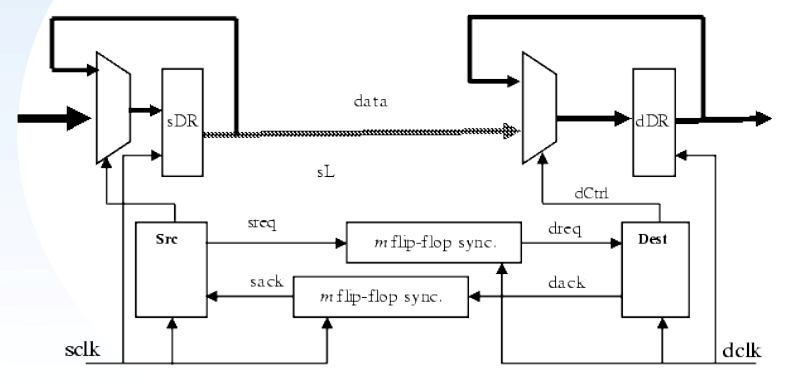 data
sDR
dDR
sL
dCtrl
Src
sreq
m flip-flop sync.
dreq
Dest
sack
m flip-flop sync.
dack
sclk
dclk